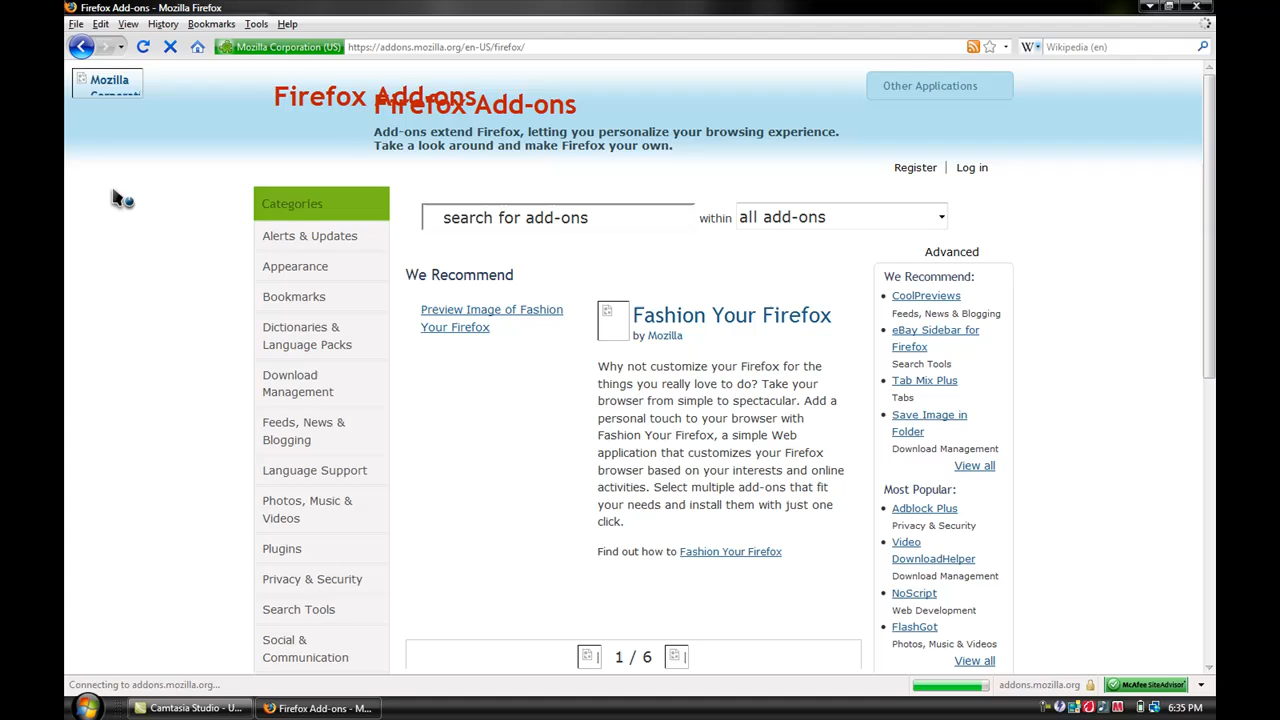 Firefox Add-ons - Mozilla Firefox
File Edit View History Bookmarks Tools Help
Mozilla Corporation (US) https://addons.mozilla.org/en-US/firefox/
W Wikipedia (en)
Mozilla
Firefox Add-ons
Firefox Add-ons
Add-ons extend Firefox, letting you personalize your browsing experience.
Take a look around and make Firefox your own.
Other Applications
Register | Log in
Categories
Alerts & Updates
Appearance
Bookmarks
Dictionaries &
Language Packs
Download
Management
Feeds, News &
Blogging
Language Support
Photos, Music &
Videos
Plugins
Privacy & Security
Search Tools
Social &
Communication
search for add-ons within all add-ons
Advanced
We Recommend
Preview Image of Fashion
Your Firefox
Fashion Your Firefox
by Mozilla
Why not customize your Firefox for the
things you really love to do? Take your
browser from simple to spectacular. Add a
personal touch to your browser with
Fashion Your Firefox, a simple Web
application that customizes your Firefox
browser based on your interests and online
activities. Select multiple add-ons that fit
your needs and install them with just one
click.
Find out how to Fashion Your Firefox
1 / 6
We Recommend:
CoolPreviews
Feeds, News & Blogging
eBay Sidebar for
Firefox
Search Tools
Tab Mix Plus
Tabs
Save Image in
Folder
Download Management
View all
Most Popular:
Adblock Plus
Privacy & Security
Video
DownloadHelper
Download Management
NoScript
Web Development
FlashGot
Photos, Music & Videos
View all
Connecting to addons.mozilla.org...
addons.mozilla.org
McAfee SiteAdvisor
Camtasia Studio - U...
Firefox Add-ons - M...
6:35 PM